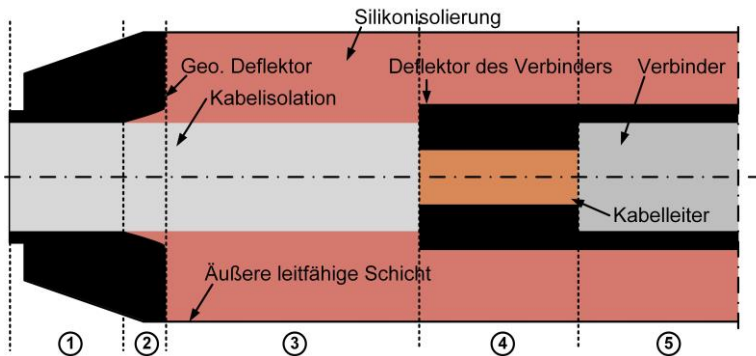 Silikonisolierung
Geo. Deflektor
Deflektor des Verbinders
Verbinder
Kabelisolation
Kabelleiter
Äußere leitfähige Schicht
1 2 3 4 5